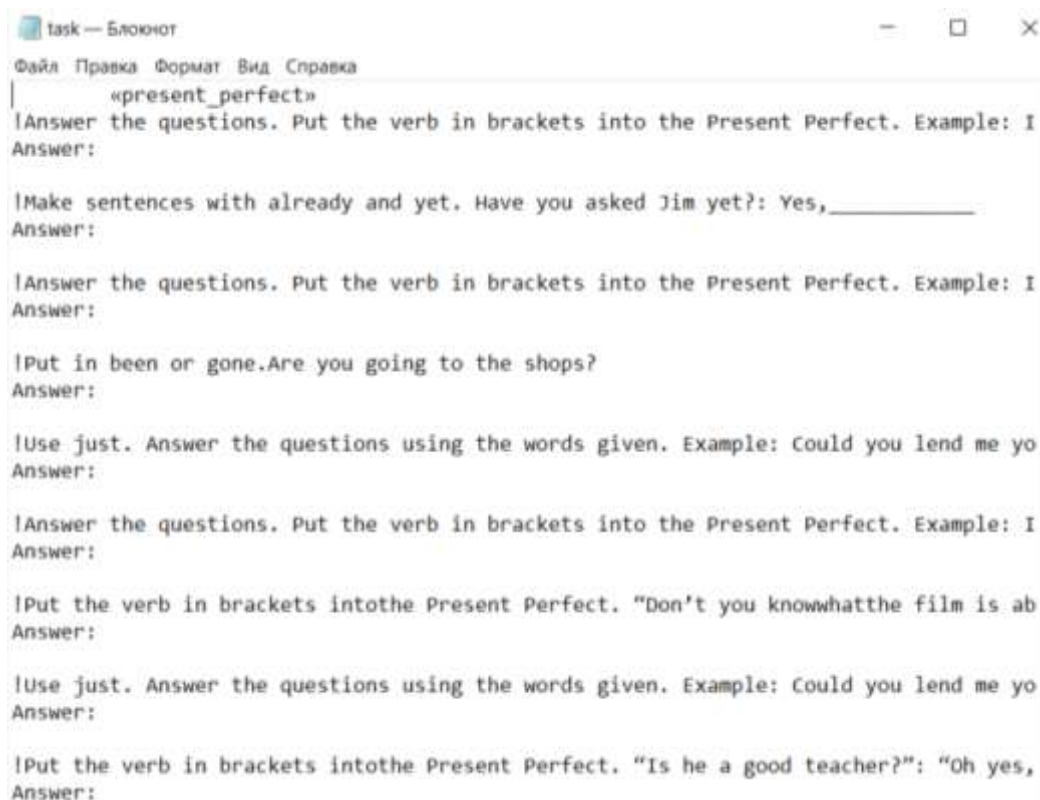 task — Блокнот
Файл Правка Формат Вид Справка
«present_perfect»
!Answer the questions. Put the verb in brackets into the Present Perfect. Example: I
Answer:
!Make sentences with already and yet. Have you asked Jim yet?: Yes,___________
Answer:
!Answer the questions. Put the verb in brackets into the Present Perfect. Example: I
Answer:
!Put in been or gone.Are you going to the shops?
Answer:
!Use just. Answer the questions using the words given. Example: Could you lend me yo
Answer:
!Answer the questions. Put the verb in brackets into the Present Perfect. Example: I
Answer:
!Put the verb in brackets intothe Present Perfect. “Don’t you knowwhatthe film is ab
Answer:
!Use just. Answer the questions using the words given. Example: Could you lend me yo
Answer:
!Put the verb in brackets intothe Present Perfect. “Is he a good teacher?”: “Oh yes,
Answer: